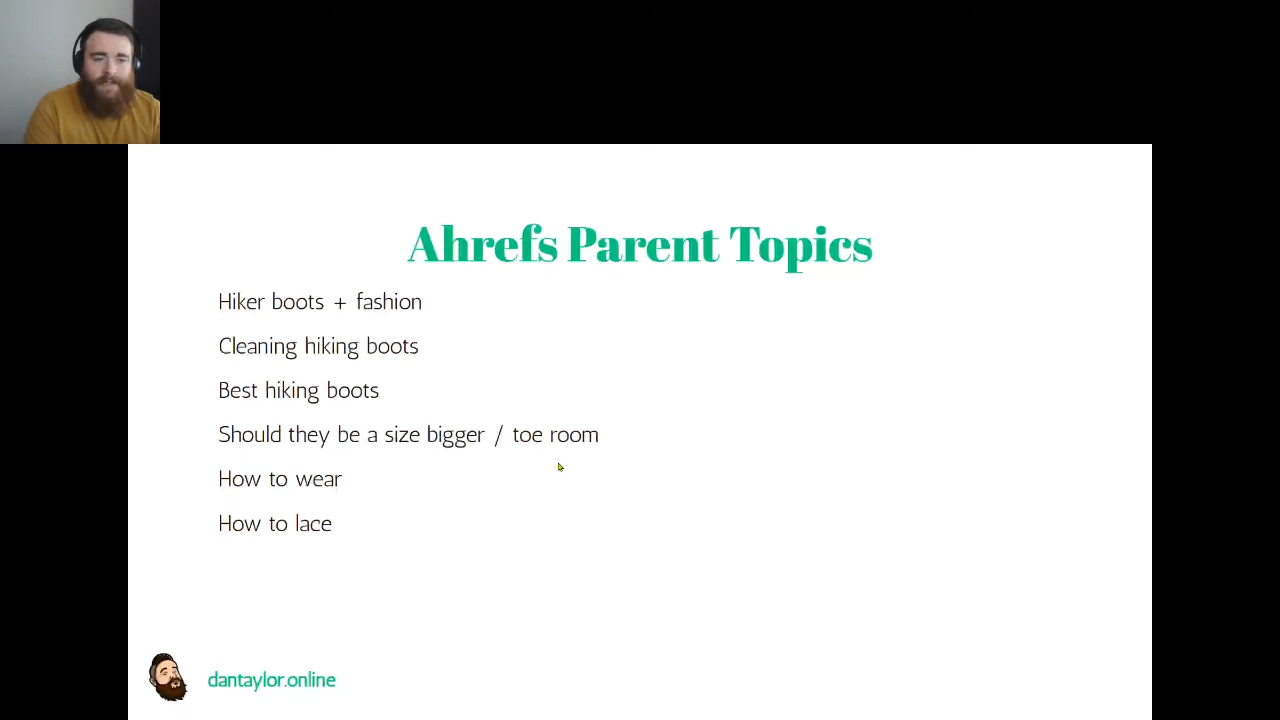 Ahrefs Parent Topics
Hiker boots + fashion
Cleaning hiking boots
Best hiking boots
Should they be a size bigger / toe room
How to wear
How to lace
dantaylor.online